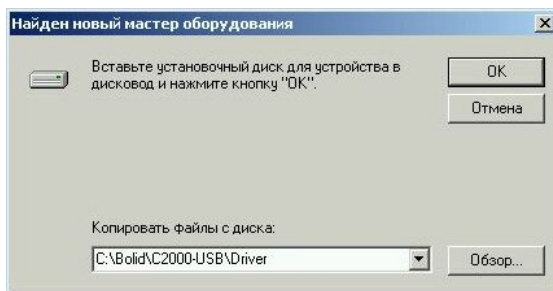 Найден новый мастер оборудования
Вставьте установочный диск для устройства в
дисковод и нажмите кнопку "ОК".
ОК
Отмена
Копировать файлы с диска:
C:\Bolid\C2000-USB\Driver
Обзор...